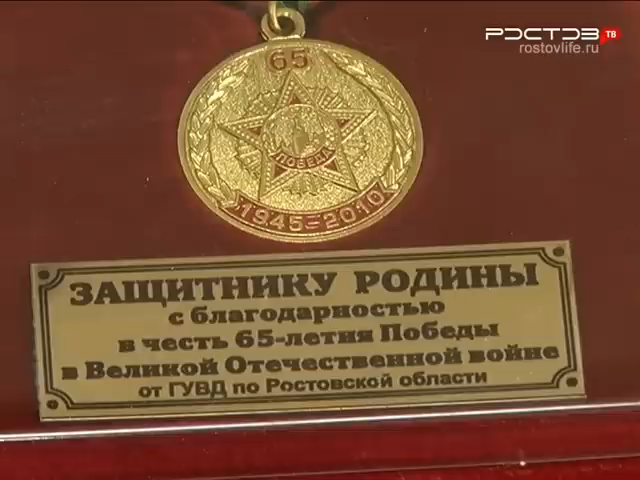 РОСТОВ ТВ
rostovlife.ru
65
ПОБЕДА
1945-2010
ЗАЩИТНИКУ РОДИНЫ
с благодарностью
в честь 65-летия Победы
в Великой Отечественной войне
от ГУВД по Ростовской области